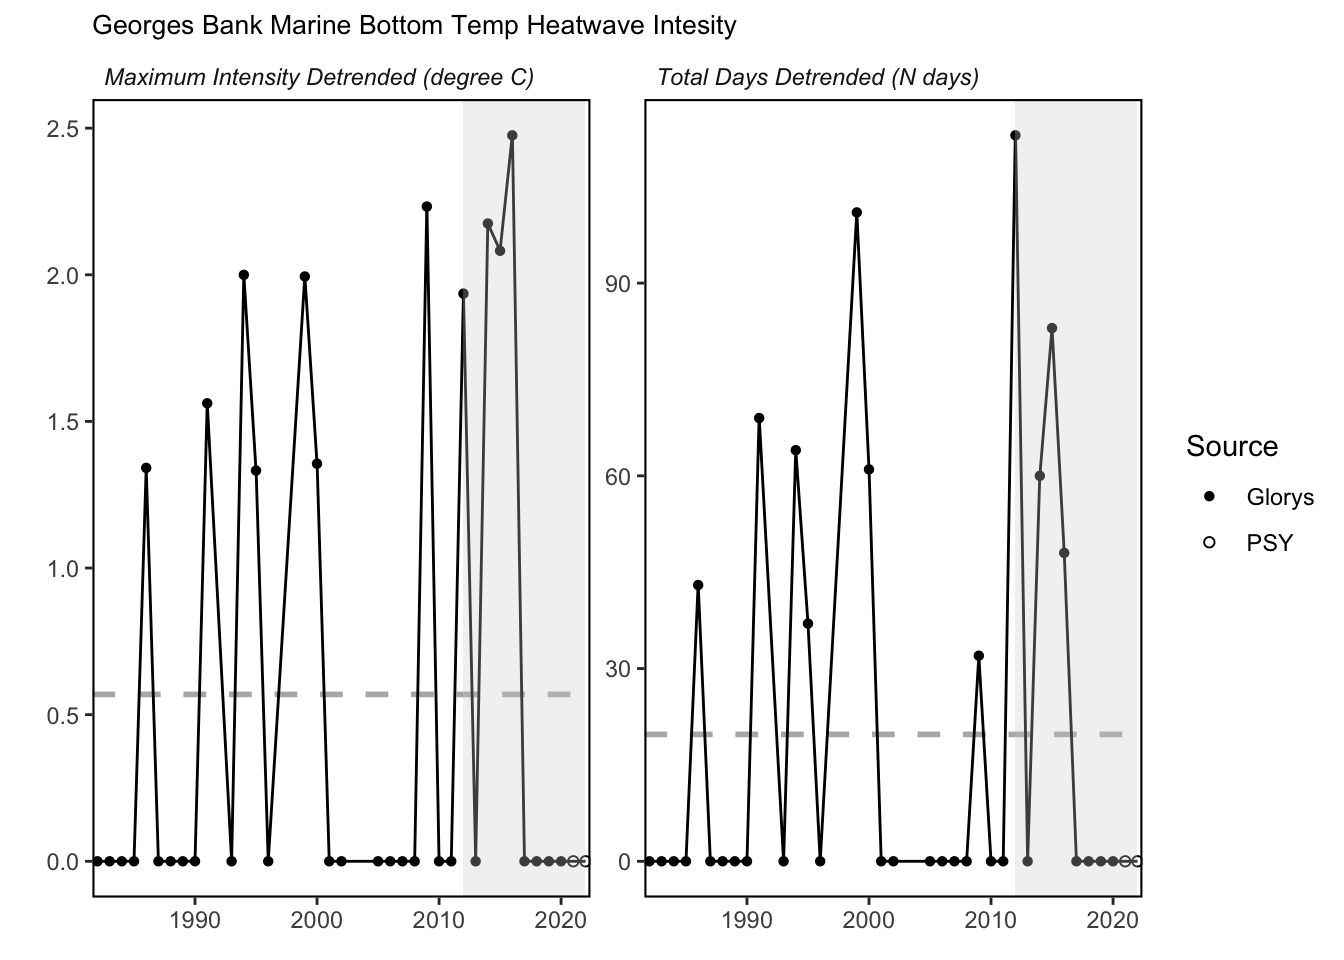 Georges Bank Marine Bottom Temp Heatwave Intesity
Maximum Intensity Detrended (degree C)
Total Days Detrended (N days)
2.5
2.0
1.5
1.0
0.5
0.0
1990 2000 2010 2020
90
60
30
0
1990 2000 2010 2020
Source
Glorys
PSY